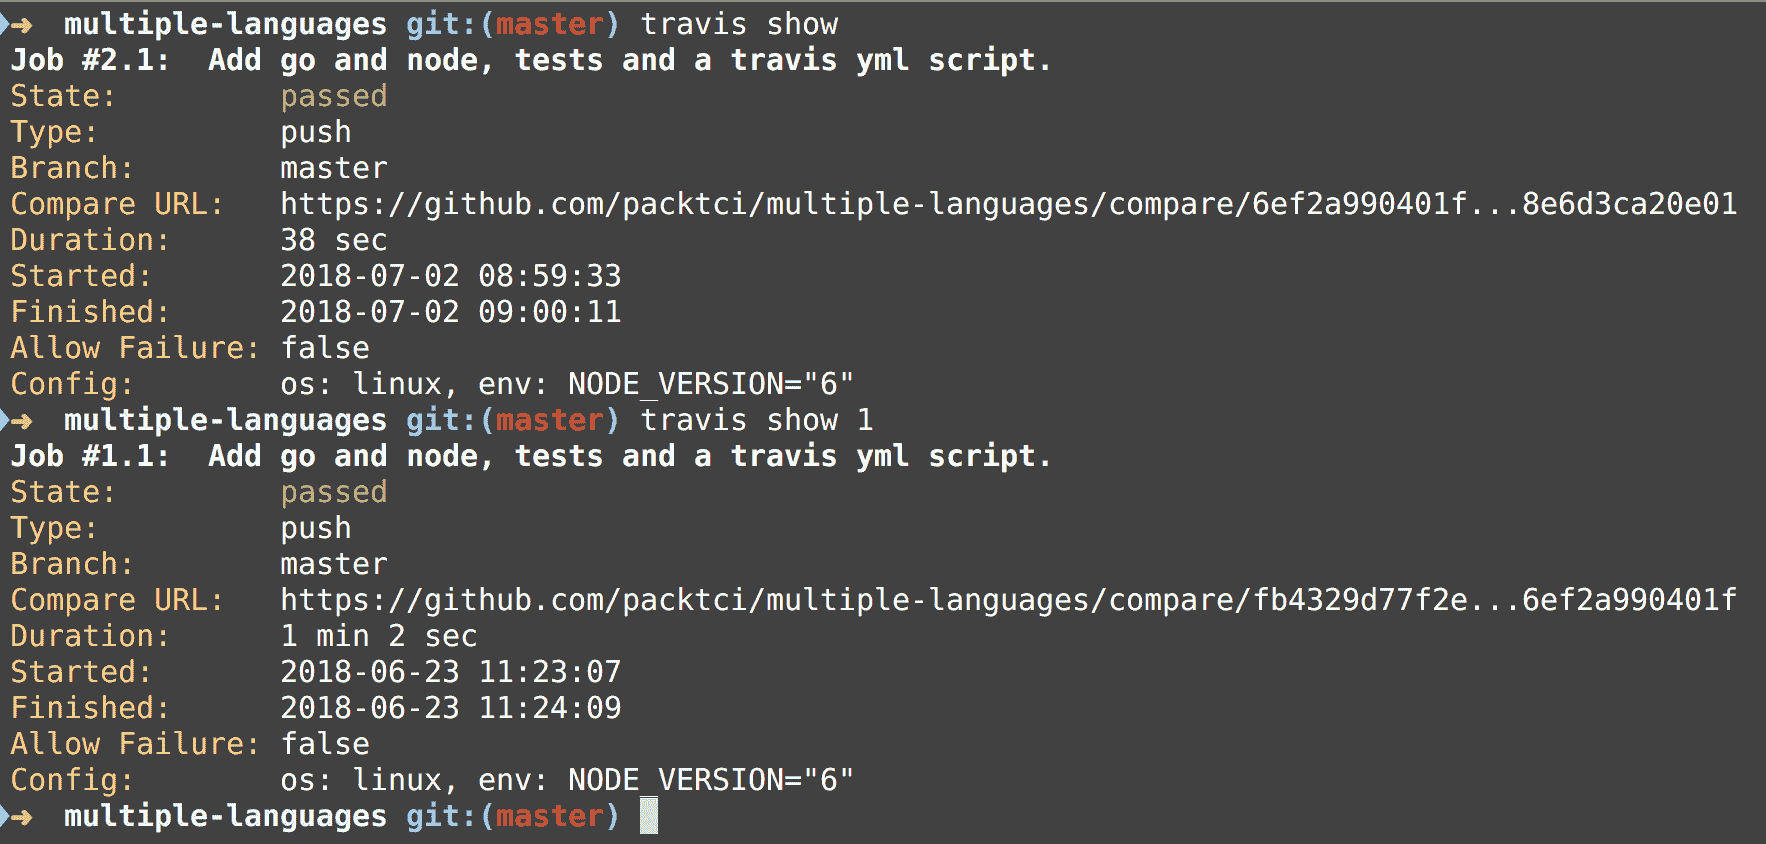 ➜  multiple-languages git:(master) travis show
Job #2.1:  Add go and node, tests and a travis yml script.
State:         passed
Type:          push
Branch:        master
Compare URL:   https://github.com/packtci/multiple-languages/compare/6ef2a990401f...8e6d3ca20e01
Duration:      38 sec
Started:       2018-07-02 08:59:33
Finished:      2018-07-02 09:00:11
Allow Failure: false
Config:        os: linux, env: NODE_VERSION="6"
➜  multiple-languages git:(master) travis show 1
Job #1.1:  Add go and node, tests and a travis yml script.
State:         passed
Type:          push
Branch:        master
Compare URL:   https://github.com/packtci/multiple-languages/compare/fb4329d77f2e...6ef2a990401f
Duration:      1 min 2 sec
Started:       2018-06-23 11:23:07
Finished:      2018-06-23 11:24:09
Allow Failure: false
Config:        os: linux, env: NODE_VERSION="6"
➜  multiple-languages git:(master)